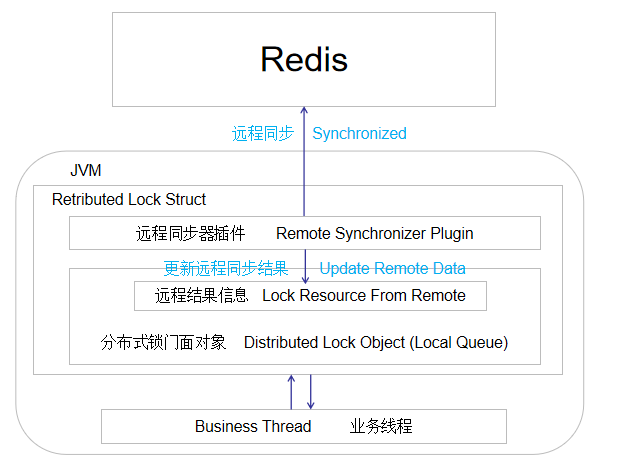 Redis
远程同步 Synchronized
JVM
Retributed Lock Struct
远程同步器插件 Remote Synchronizer Plugin
更新远程同步结果 Update Remote Data
远程结果信息 Lock Resource From Remote
分布式锁门面对象 Distributed Lock Object (Local Queue)
Business Thread 业务线程